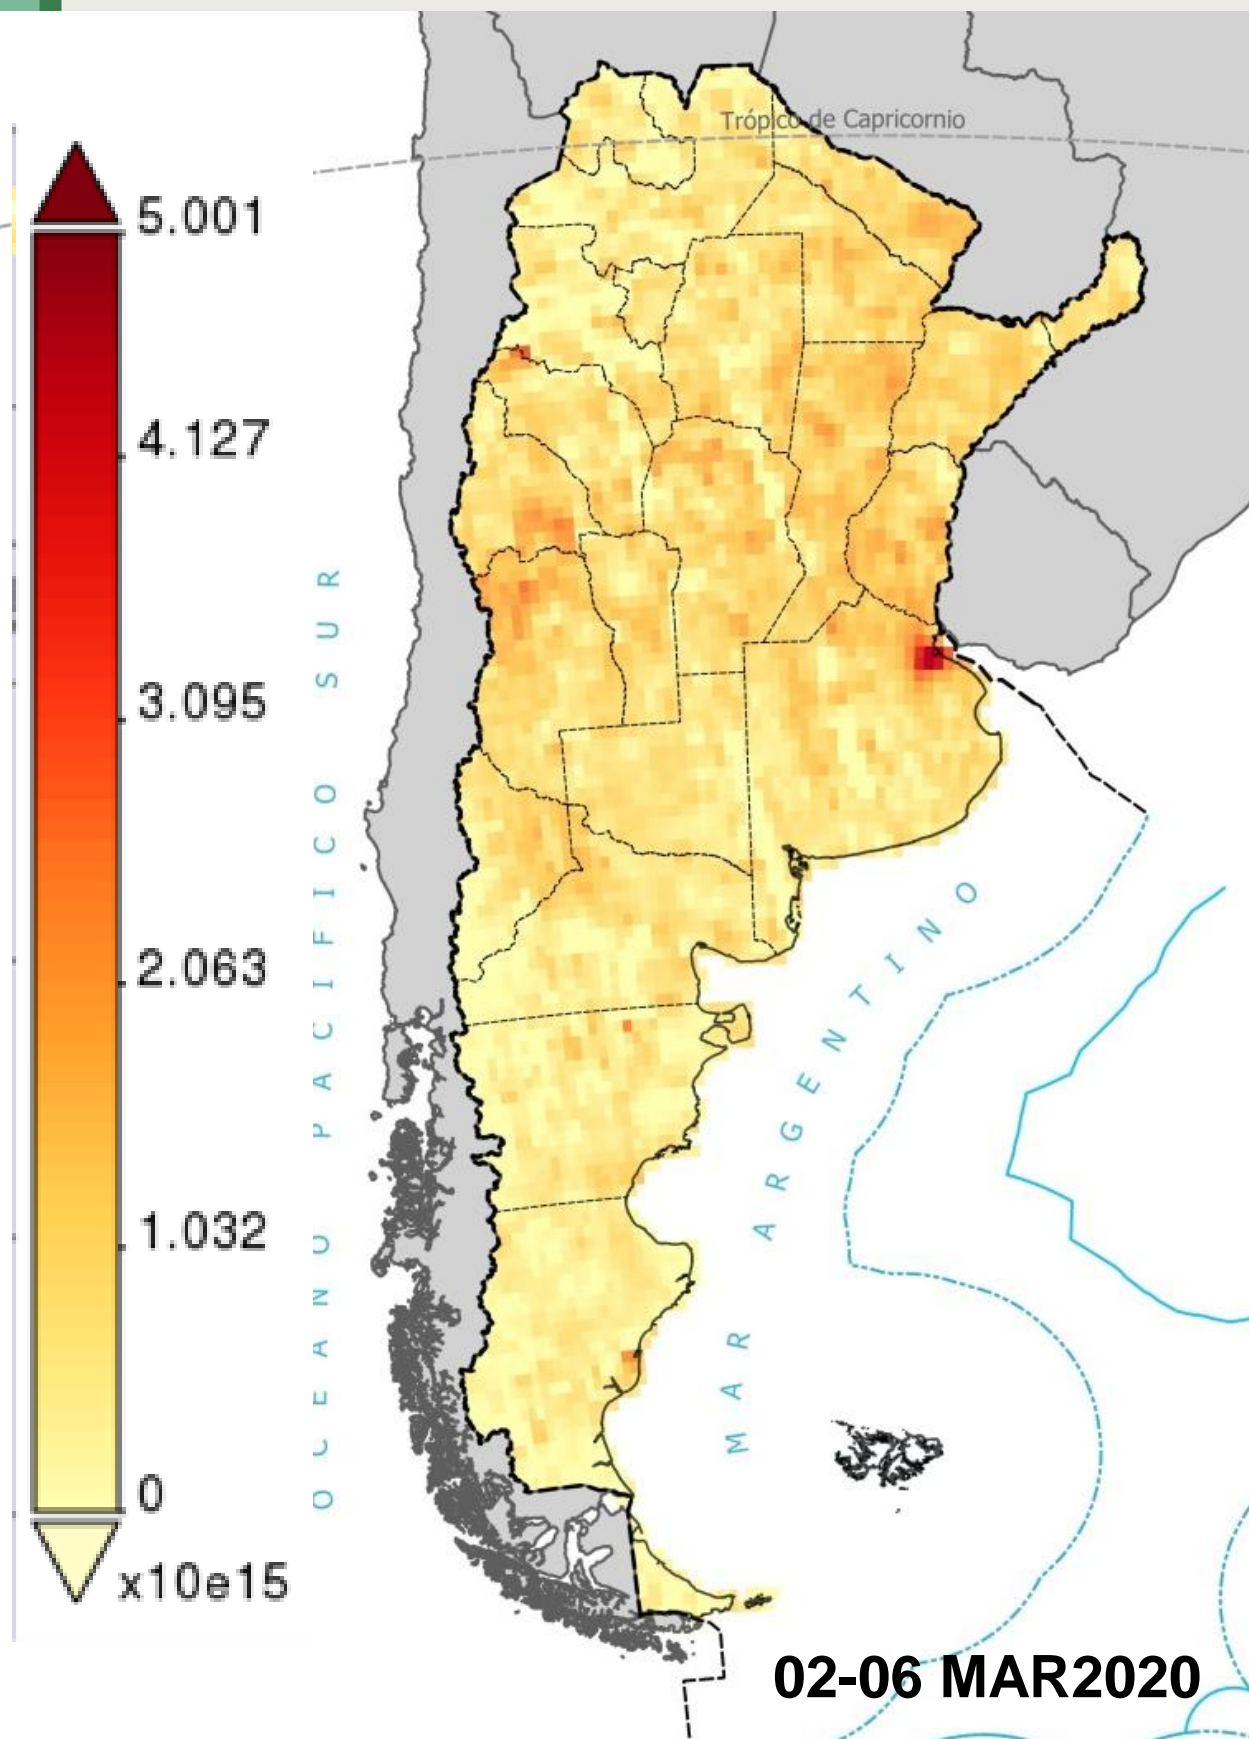 Trópico de Capricornio
5.001
4.127
3.095
2.063
1.032
0
x10e15
OCEANO PACIFICO SUR
MAR ARGENTINO
02-06 MAR2020